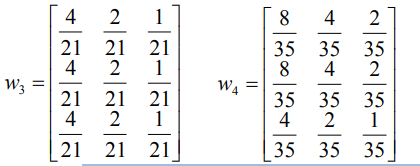 w₃ = [ 4/21 2/21 1/21 ; 4/21 2/21 1/21 ; 4/21 2/21 1/21 ]
w₄ = [ 8/35 4/35 2/35 ; 8/35 4/35 2/35 ; 4/35 2/35 1/35 ]